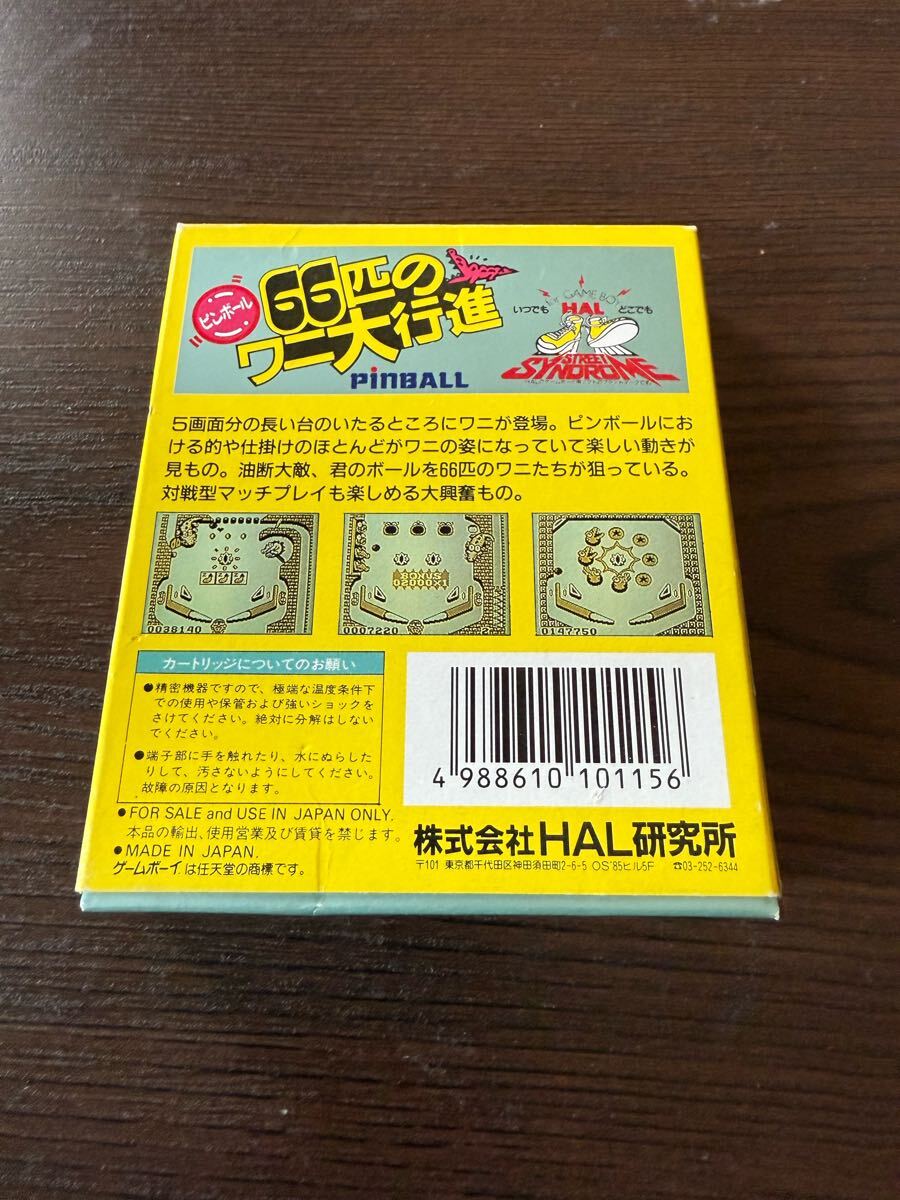 ピンボール
66匹の
ワニ大行進
PINBALL
for GAME BOY
いつでも HAL どこでも
STREET
SYNDROME
5画面分の長い台のいたるところにワニが登場。ピンボールにお
ける的や仕掛けのほとんどがワニの姿になっていて楽しい動きが
見もの。油断大敵、君のボールを66匹のワニたちが狙っている。
対戦型マッチプレイも楽しめる大興奮もの。
0038140
BONUS
02000X1
0007220 2
0147750
カートリッジについてのお願い
●精密機器ですので、極端な温度条件下
での使用や保管および強いショックを
さけてください。絶対に分解はしない
でください。
●端子部に手を触れたり、水にぬらした
りして、汚さないようにしてください。
故障の原因となります。
4 988610 101156
●FOR SALE and USE IN JAPAN ONLY.
本品の輸出、使用営業及び賃貸を禁じます。
●MADE IN JAPAN.
ゲームボーイは任天堂の商標です。
株式会社HAL研究所
〒101 東京都千代田区神田須田町2-6-5 OS'85ビル5F ☎03-252-6344